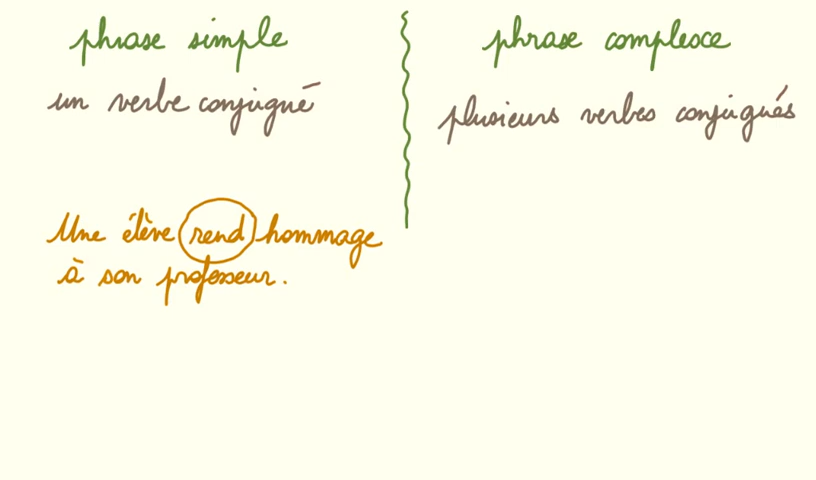 phrase simple
un verbe conjugué
Une élève rend hommage
à son professeur.
phrase complexe
plusieurs verbes conjugués